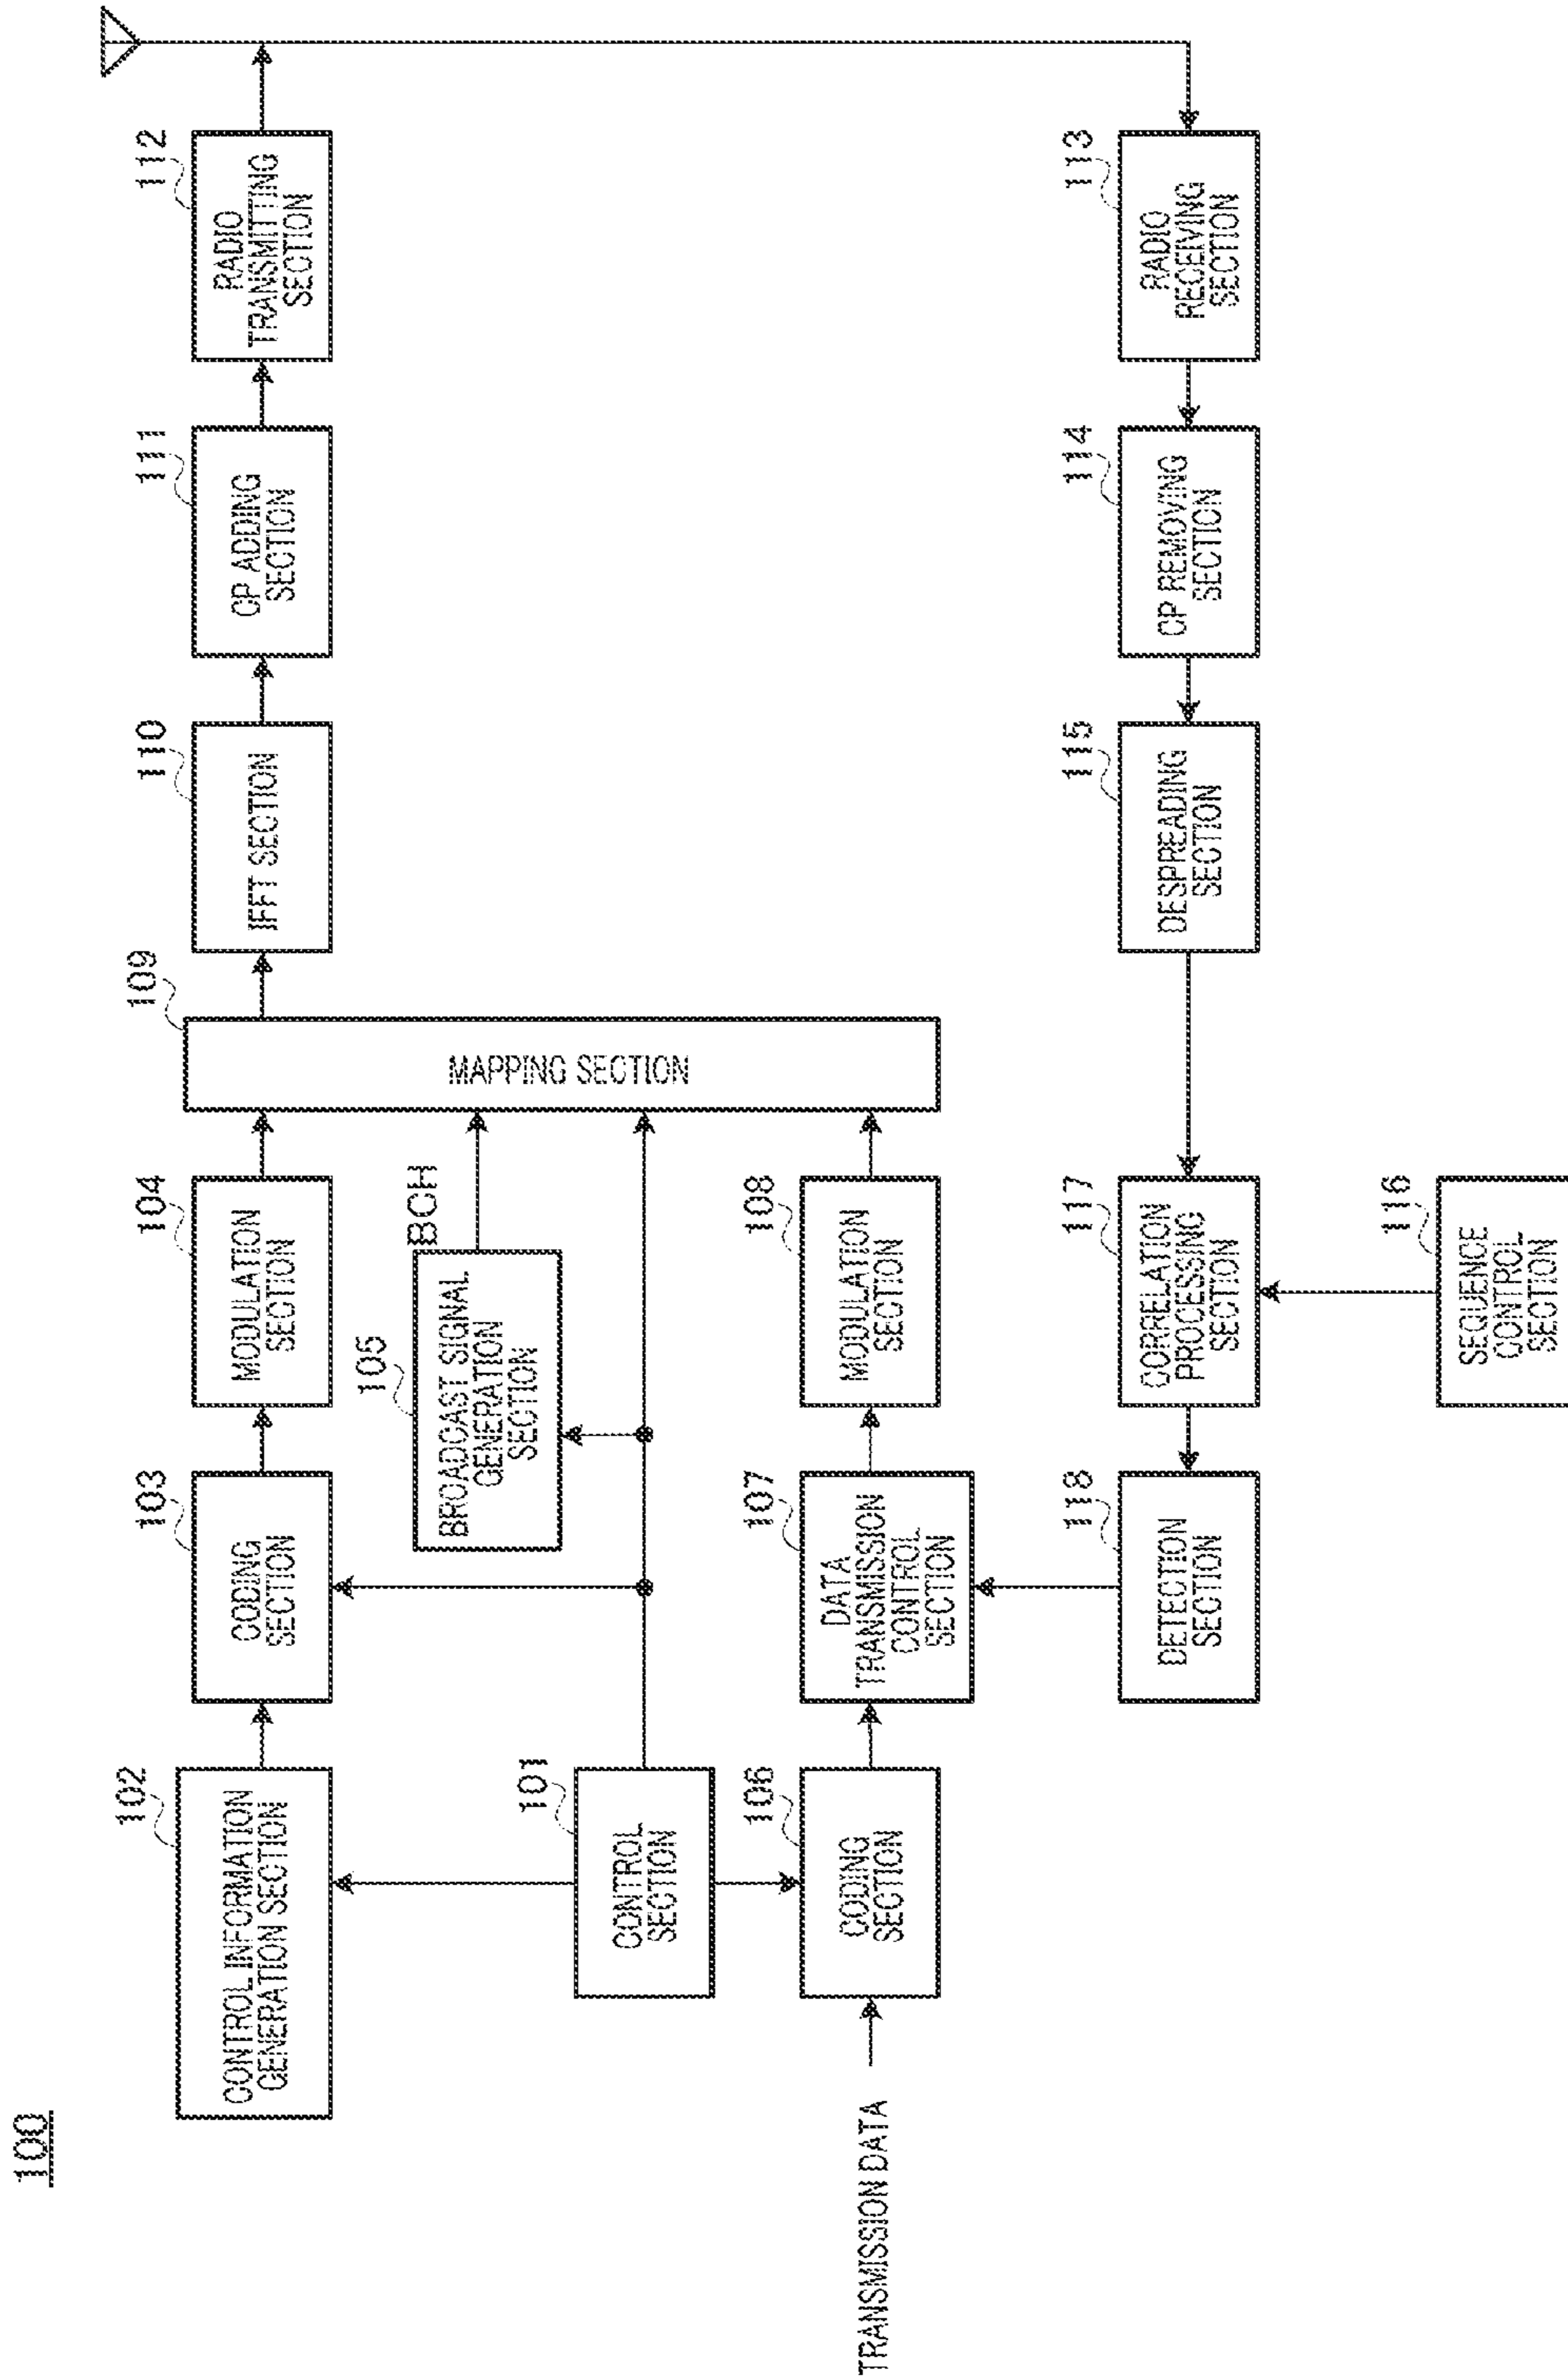 100
102
CONTROL INFORMATION
GENERATION SECTION
103
CODING
SECTION
104
MODULATION
SECTION
109
MAPPING SECTION
110
IFFT SECTION
111
CP ADDING
SECTION
112
RADIO
TRANSMITTING
SECTION
105
BROADCAST SIGNAL
GENERATION
SECTION
BCH
101
CONTROL
SECTION
TRANSMISSION DATA
106
CODING
SECTION
107
DATA
TRANSMISSION
CONTROL
SECTION
108
MODULATION
SECTION
118
DETECTION
SECTION
117
CORRELATION
PROCESSING
SECTION
115
DESPREADING
SECTION
114
CP REMOVING
SECTION
113
RADIO
RECEIVING
SECTION
116
SEQUENCE
CONTROL
SECTION